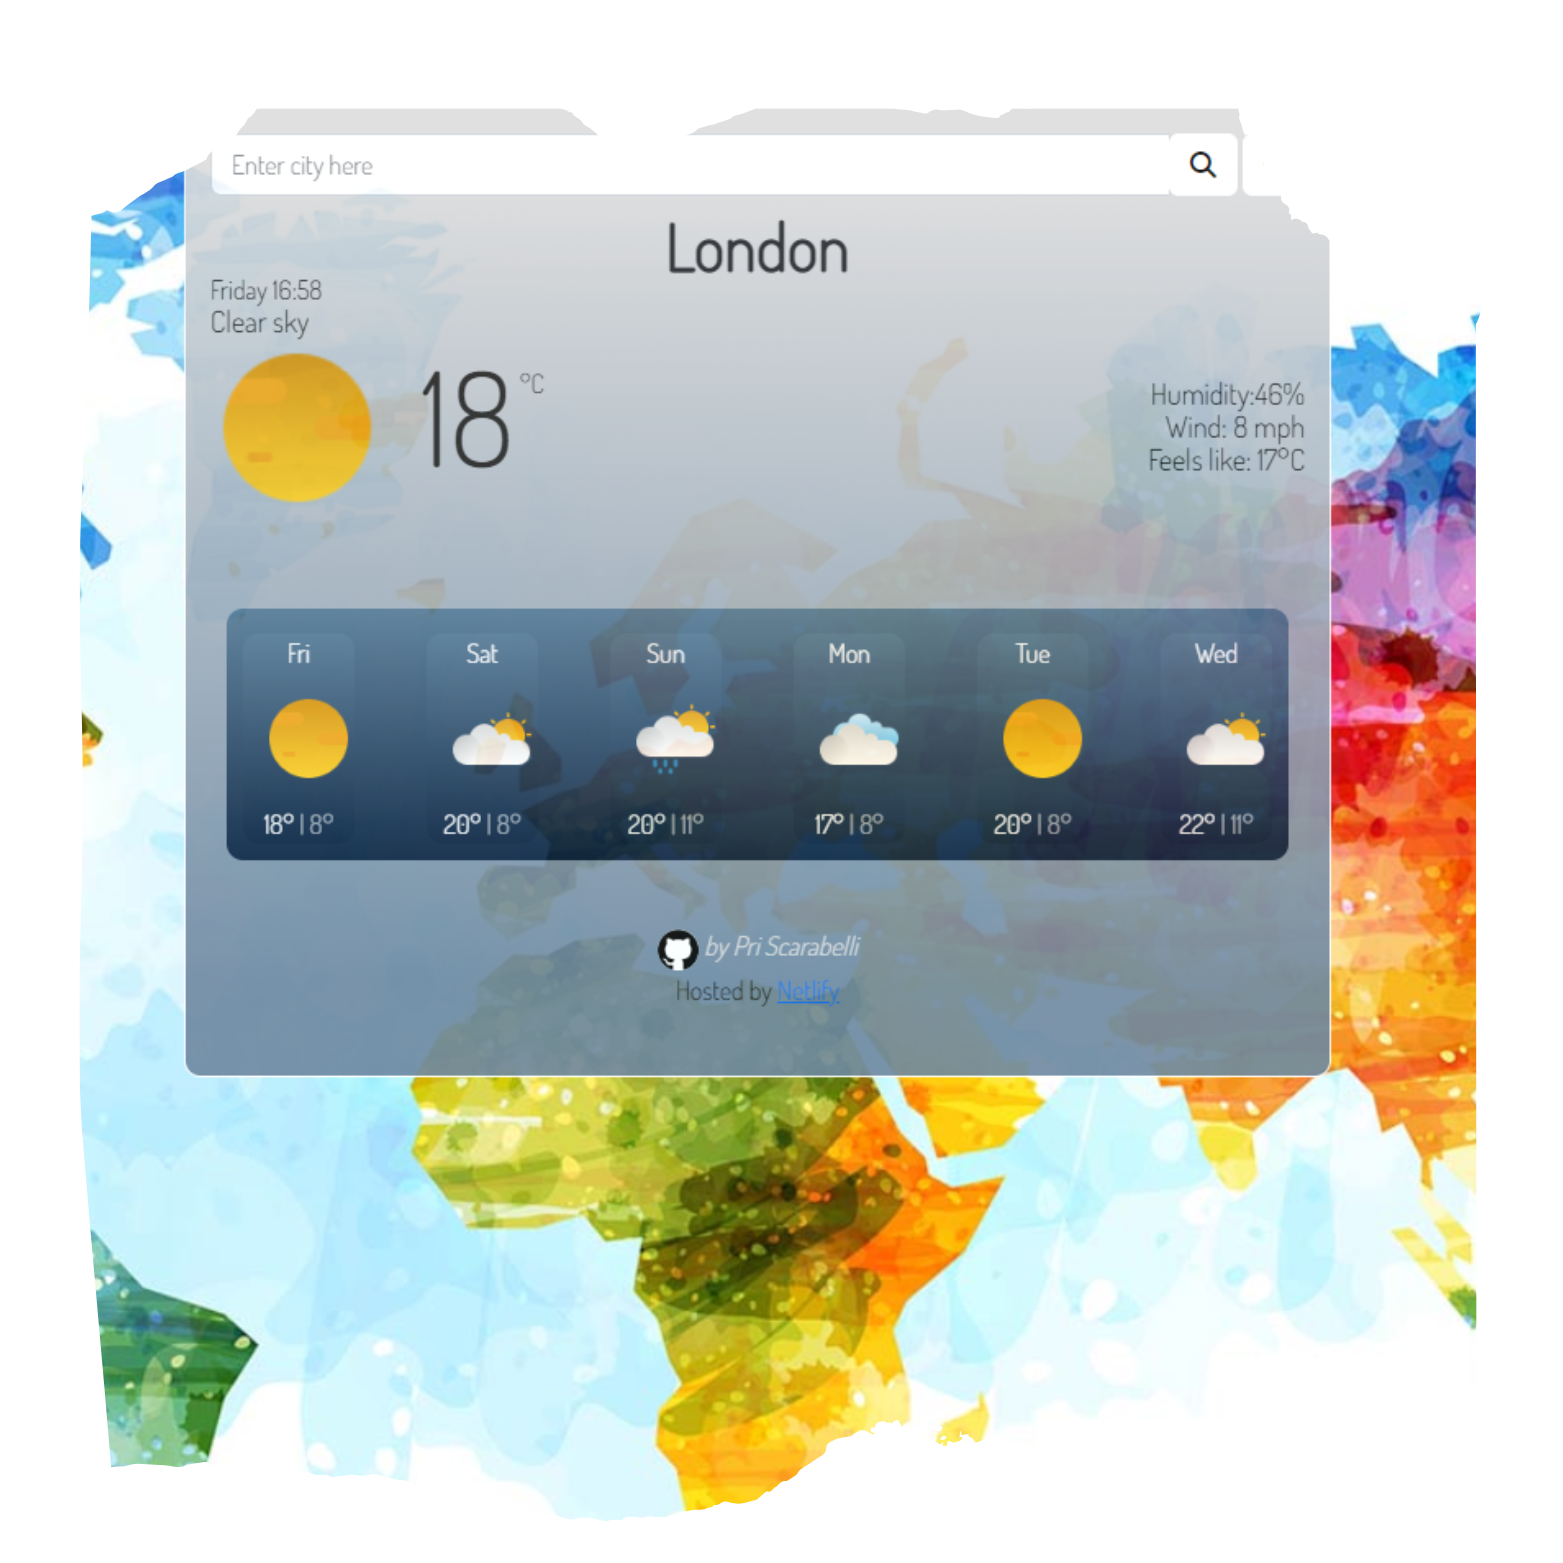 Enter city here
London
Friday 16:58
Clear sky
18 °C
Humidity:46%
Wind: 8 mph
Feels like: 17°C
Fri Sat Sun Mon Tue Wed
18° | 8° 20° | 8° 20° | 11° 17° | 8° 20° | 8° 22° | 11°
by Pri Scarabelli
Hosted by Netlify